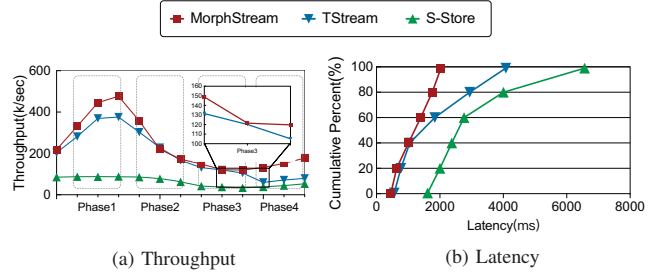 MorphStream TStream S-Store
Throughput(k/sec)
600
400
200
0
160
150
140
130
120
110
100
Phase3
Phase1 Phase2 Phase3 Phase4
(a) Throughput
Cumulative Percent(%)
100
80
60
40
20
0
0 2000 4000 6000 8000
Latency(ms)
(b) Latency